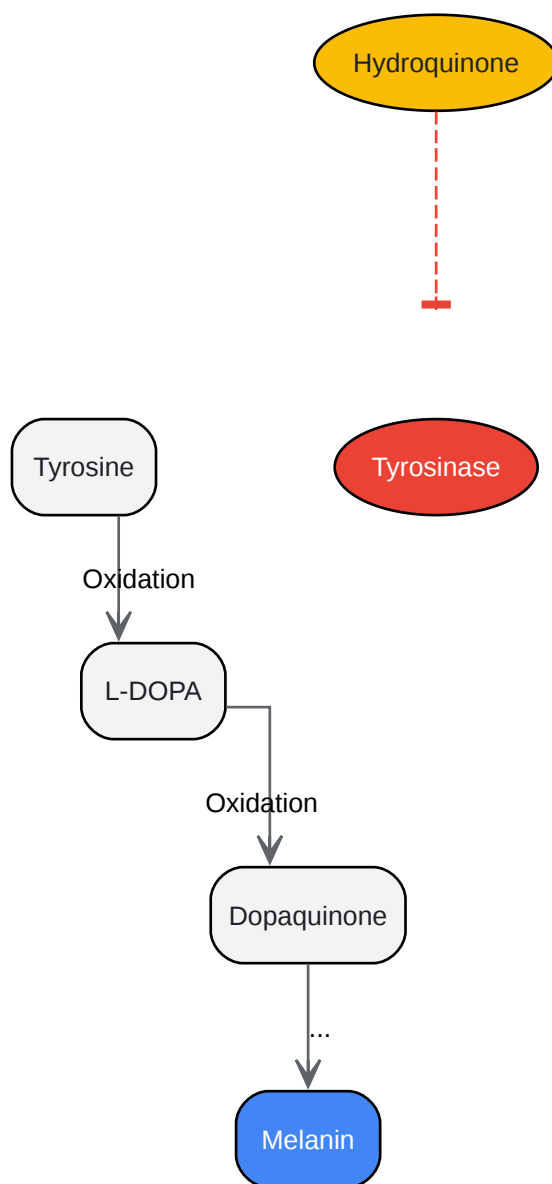 Hydroquinone
Tyrosine
Tyrosinase
Oxidation
L-DOPA
Oxidation
Dopaquinone
...
Melanin